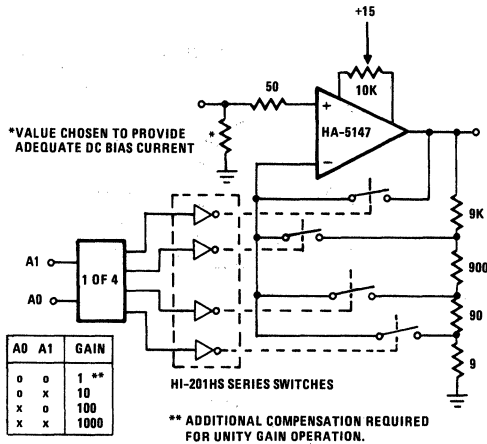 +15
50
10K
+
HA-5147
−
*VALUE CHOSEN TO PROVIDE
ADEQUATE DC BIAS CURRENT
*
9K
900
90
9
A1
A0
1 OF 4
HI-201HS SERIES SWITCHES
A0 A1 GAIN
o o 1 **
o x 10
x o 100
x x 1000
** ADDITIONAL COMPENSATION REQUIRED
FOR UNITY GAIN OPERATION.